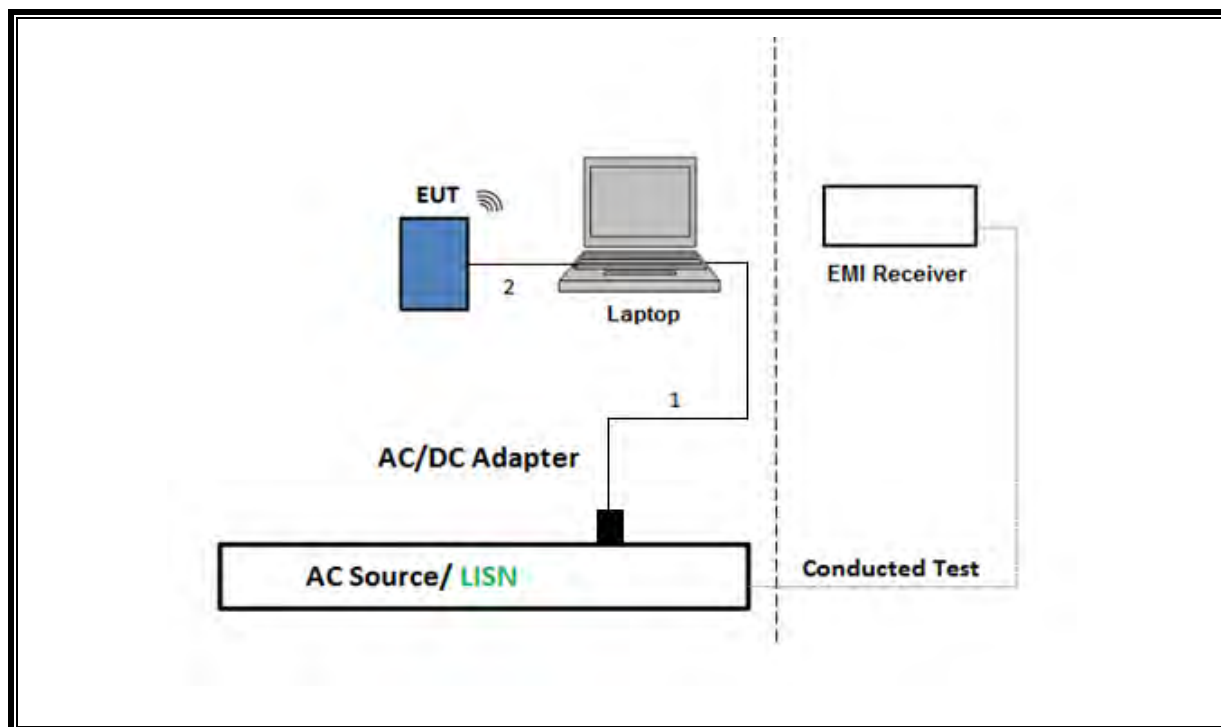 EUT
2
Laptop
EMI Receiver
1
AC/DC Adapter
AC Source/ LISN
Conducted Test